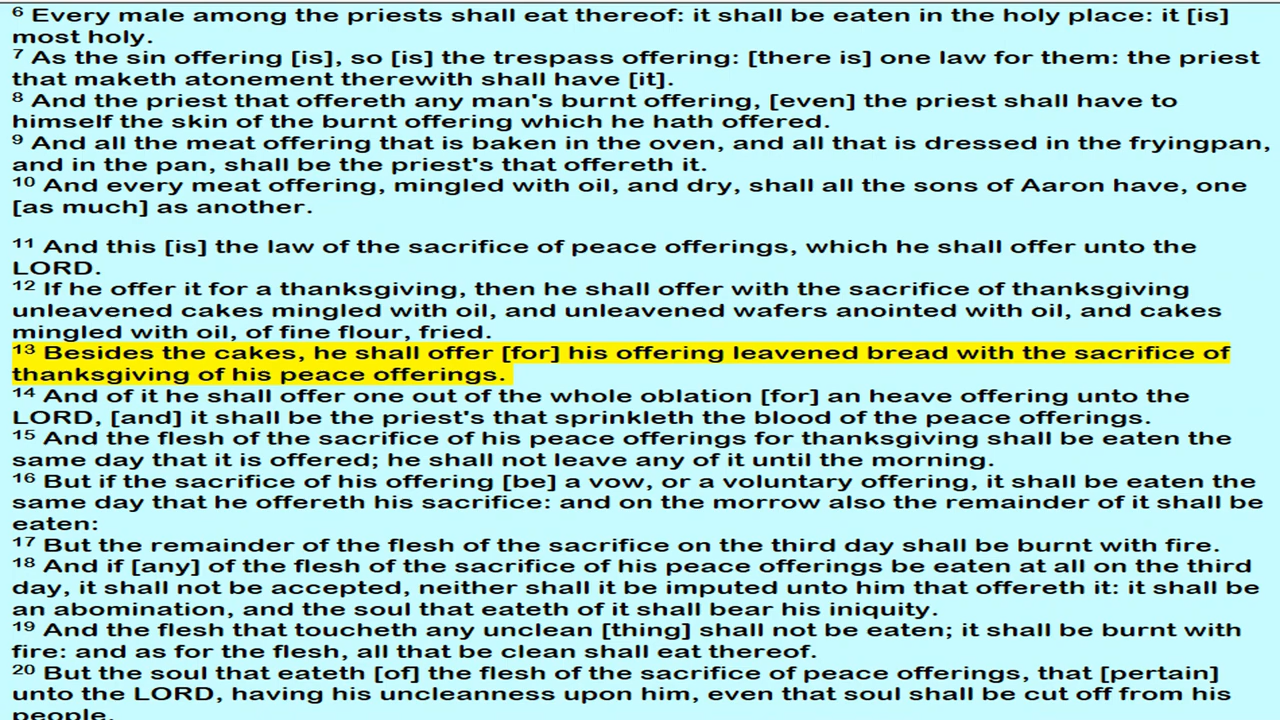 6 Every male among the priests shall eat thereof: it shall be eaten in the holy place: it [is]
most holy.
7 As the sin offering [is], so [is] the trespass offering: [there is] one law for them: the priest
that maketh atonement therewith shall have [it].
8 And the priest that offereth any man's burnt offering, [even] the priest shall have to
himself the skin of the burnt offering which he hath offered.
9 And all the meat offering that is baken in the oven, and all that is dressed in the fryingpan,
and in the pan, shall be the priest's that offereth it.
10 And every meat offering, mingled with oil, and dry, shall all the sons of Aaron have, one
[as much] as another.
11 And this [is] the law of the sacrifice of peace offerings, which he shall offer unto the
LORD.
12 If he offer it for a thanksgiving, then he shall offer with the sacrifice of thanksgiving
unleavened cakes mingled with oil, and unleavened wafers anointed with oil, and cakes
mingled with oil, of fine flour, fried.
13 Besides the cakes, he shall offer [for] his offering leavened bread with the sacrifice of
thanksgiving of his peace offerings.
14 And of it he shall offer one out of the whole oblation [for] an heave offering unto the
LORD, [and] it shall be the priest's that sprinkleth the blood of the peace offerings.
15 And the flesh of the sacrifice of his peace offerings for thanksgiving shall be eaten the
same day that it is offered; he shall not leave any of it until the morning.
16 But if the sacrifice of his offering [be] a vow, or a voluntary offering, it shall be eaten the
same day that he offereth his sacrifice: and on the morrow also the remainder of it shall be
eaten:
17 But the remainder of the flesh of the sacrifice on the third day shall be burnt with fire.
18 And if [any] of the flesh of the sacrifice of his peace offerings be eaten at all on the third
day, it shall not be accepted, neither shall it be imputed unto him that offereth it: it shall be
an abomination, and the soul that eateth of it shall bear his iniquity.
19 And the flesh that toucheth any unclean [thing] shall not be eaten; it shall be burnt with
fire: and as for the flesh, all that be clean shall eat thereof.
20 But the soul that eateth [of] the flesh of the sacrifice of peace offerings, that [pertain]
unto the LORD, having his uncleanness upon him, even that soul shall be cut off from his
people.